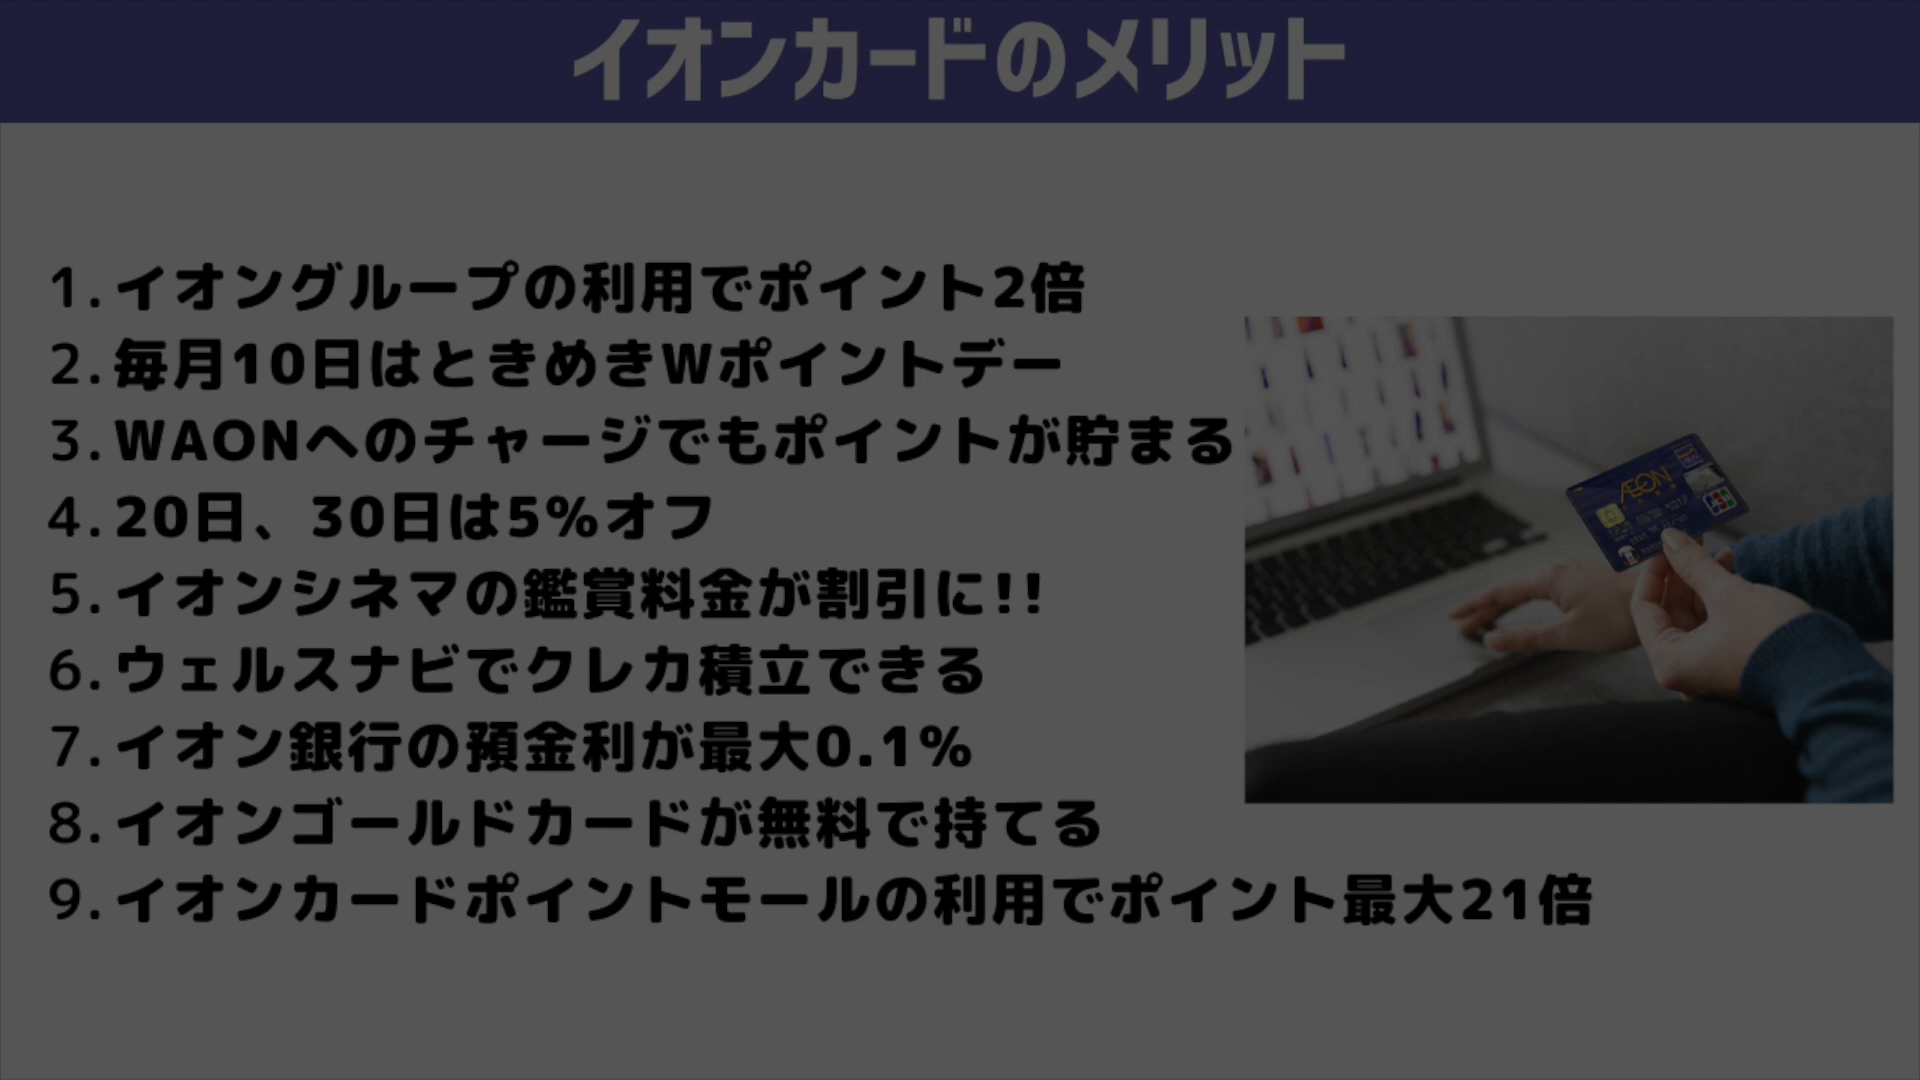 イオンカードのメリット
1. イオングループの利用でポイント2倍
2. 毎月10日はときめきWポイントデー
3. WAONへのチャージでもポイントが貯まる
4. 20日、30日は5%オフ
5. イオンシネマの鑑賞料金が割引に!!
6. ウェルスナビでクレカ積立できる
7. イオン銀行の預金利が最大0.1%
8. イオンゴールドカードが無料で持てる
9. イオンカードポイントモールの利用でポイント最大21倍
AEON
JCB